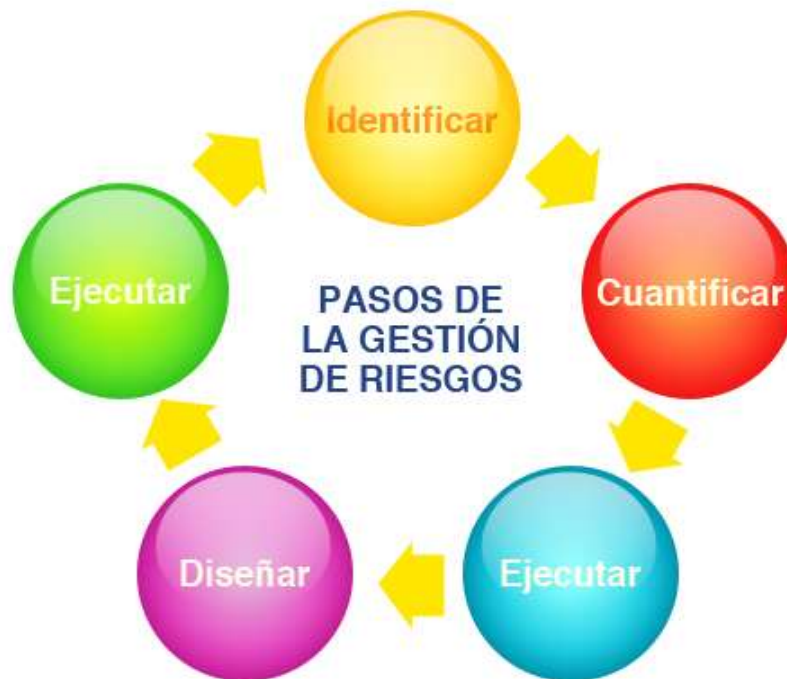 Identificar
Cuantificar
Ejecutar
Diseñar
Ejecutar
PASOS DE
LA GESTIÓN
DE RIESGOS